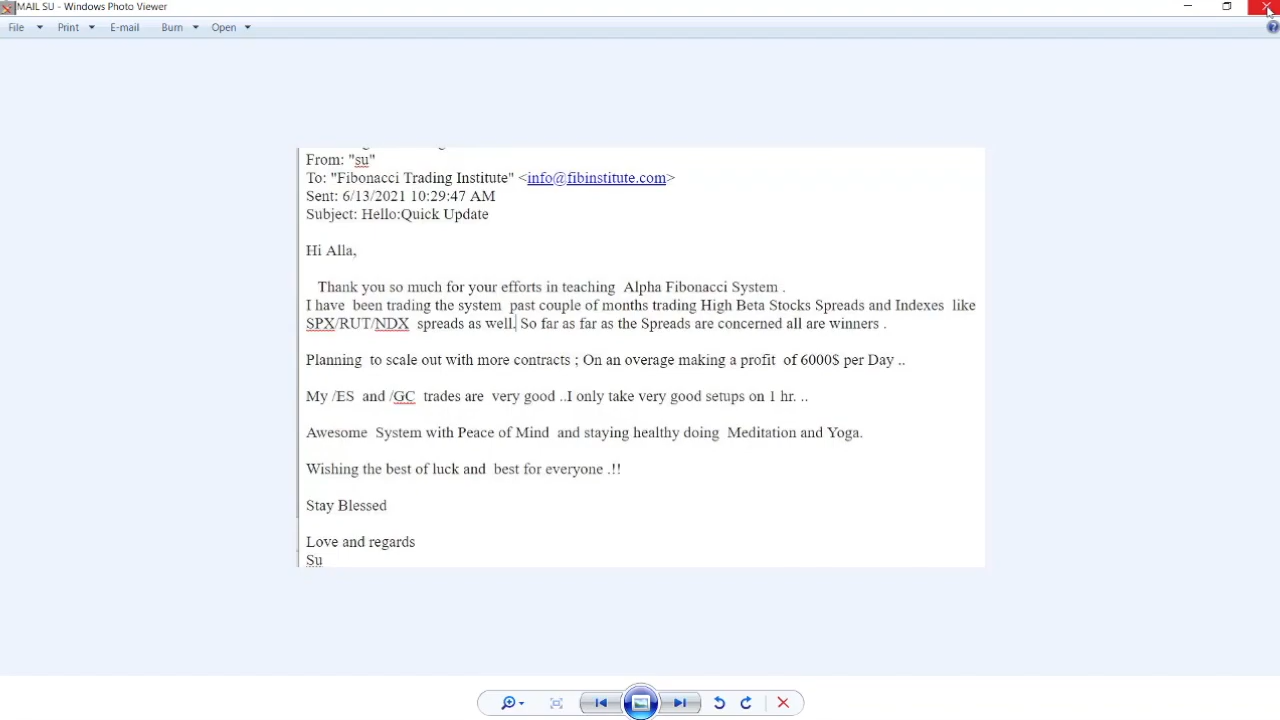 MAIL SU - Windows Photo Viewer
File Print E-mail Burn Open
From: "su"
To: "Fibonacci Trading Institute" <info@fibinstitute.com>
Sent: 6/13/2021 10:29:47 AM
Subject: Hello:Quick Update
Hi Alla,
Thank you so much for your efforts in teaching Alpha Fibonacci System .
I have been trading the system past couple of months trading High Beta Stocks Spreads and Indexes like
SPX/RUT/NDX spreads as well. So far as far as the Spreads are concerned all are winners .
Planning to scale out with more contracts ; On an overage making a profit of 6000$ per Day ..
My /ES and /GC trades are very good ..I only take very good setups on 1 hr. ..
Awesome System with Peace of Mind and staying healthy doing Meditation and Yoga.
Wishing the best of luck and best for everyone .!!
Stay Blessed
Love and regards
Su